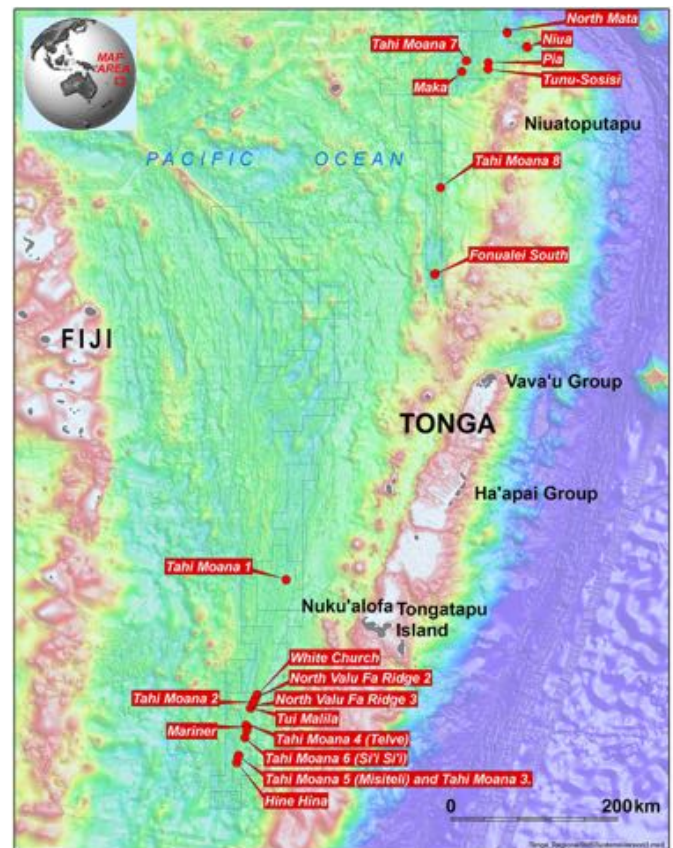 North Mata
Tahi Moana 7
Niua
MAP
AREA
Pia
Maka
Tunu-Sosisi
Niuatoputapu
PACIFIC OCEAN
Tahi Moana 8
Fonualei South
FIJI
Vava'u Group
TONGA
Ha'apai Group
Tahi Moana 1
Nuku'alofa
Tongatapu
Island
White Church
North Valu Fa Ridge 2
Tahi Moana 2
North Valu Fa Ridge 3
Tui Malila
Mariner
Tahi Moana 4 (Telve)
Tahi Moana 6 (Si'i Si'i)
Tahi Moana 5 (Misiteli) and Tahi Moana 3.
Hine Hina
0 200 km